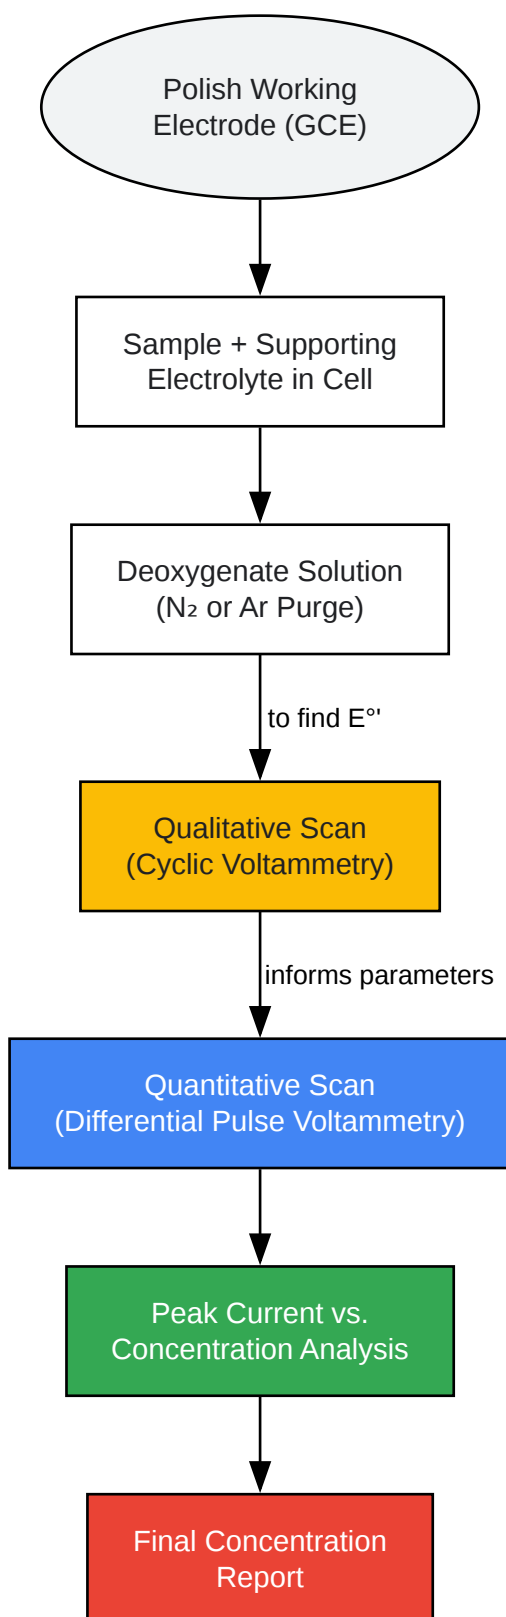 Polish Working
Electrode (GCE)
Sample + Supporting
Electrolyte in Cell
Deoxygenate Solution
(N₂ or Ar Purge)
to find E°'
Qualitative Scan
(Cyclic Voltammetry)
informs parameters
Quantitative Scan
(Differential Pulse Voltammetry)
Peak Current vs.
Concentration Analysis
Final Concentration
Report